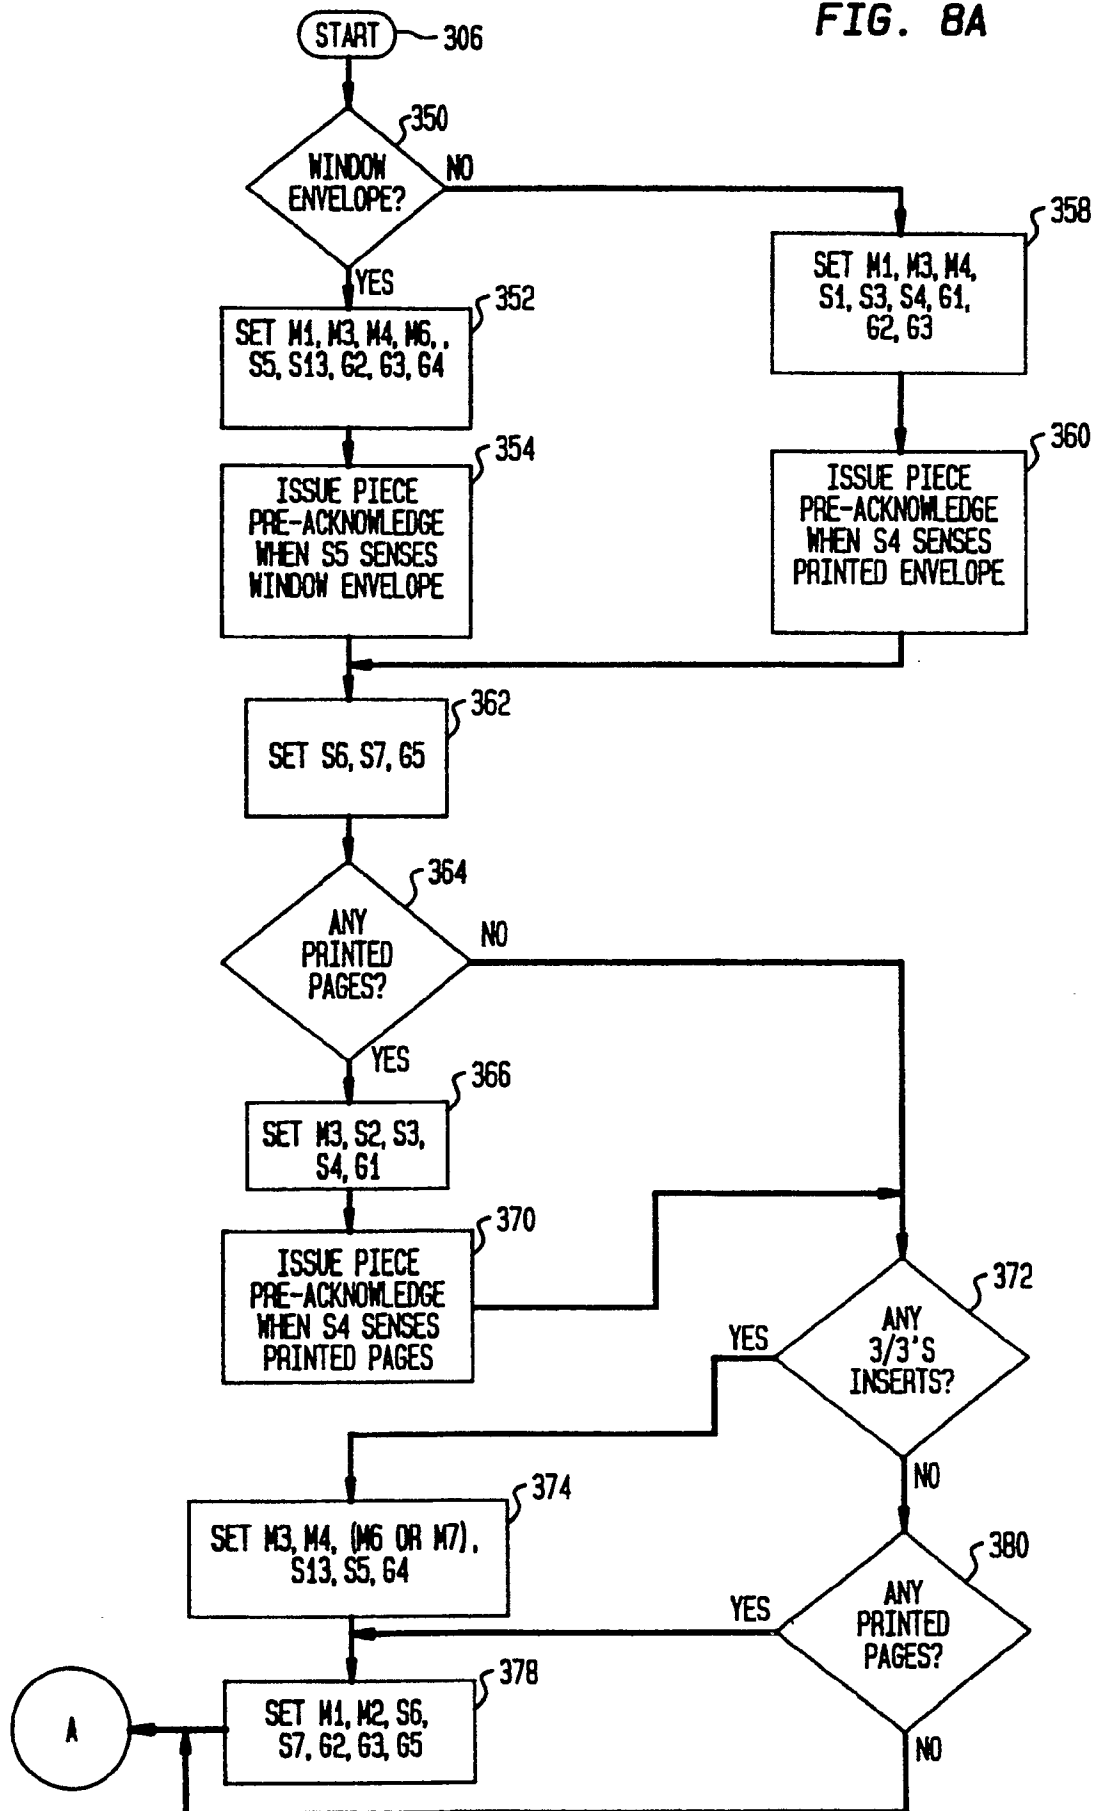 FIG. 8A
START
306
350
WINDOW
ENVELOPE?
NO
YES
358
SET M1, M3, M4,
S1, S3, S4, G1,
G2, G3
352
SET M1, M3, M4, M6, .
S5, S13, G2, G3, G4
354
ISSUE PIECE
PRE-ACKNOWLEDGE
WHEN S5 SENSES
WINDOW ENVELOPE
360
ISSUE PIECE
PRE-ACKNOWLEDGE
WHEN S4 SENSES
PRINTED ENVELOPE
362
SET S6, S7, G5
364
ANY
PRINTED
PAGES?
NO
YES
366
SET M3, S2, S3,
S4, G1
370
ISSUE PIECE
PRE-ACKNOWLEDGE
WHEN S4 SENSES
PRINTED PAGES
372
ANY
3/3'S
INSERTS?
YES
NO
374
SET M3, M4, (M6 OR M7),
S13, S5, G4
380
ANY
PRINTED
PAGES?
YES
NO
378
SET M1, M2, S6,
S7, G2, G3, G5
A